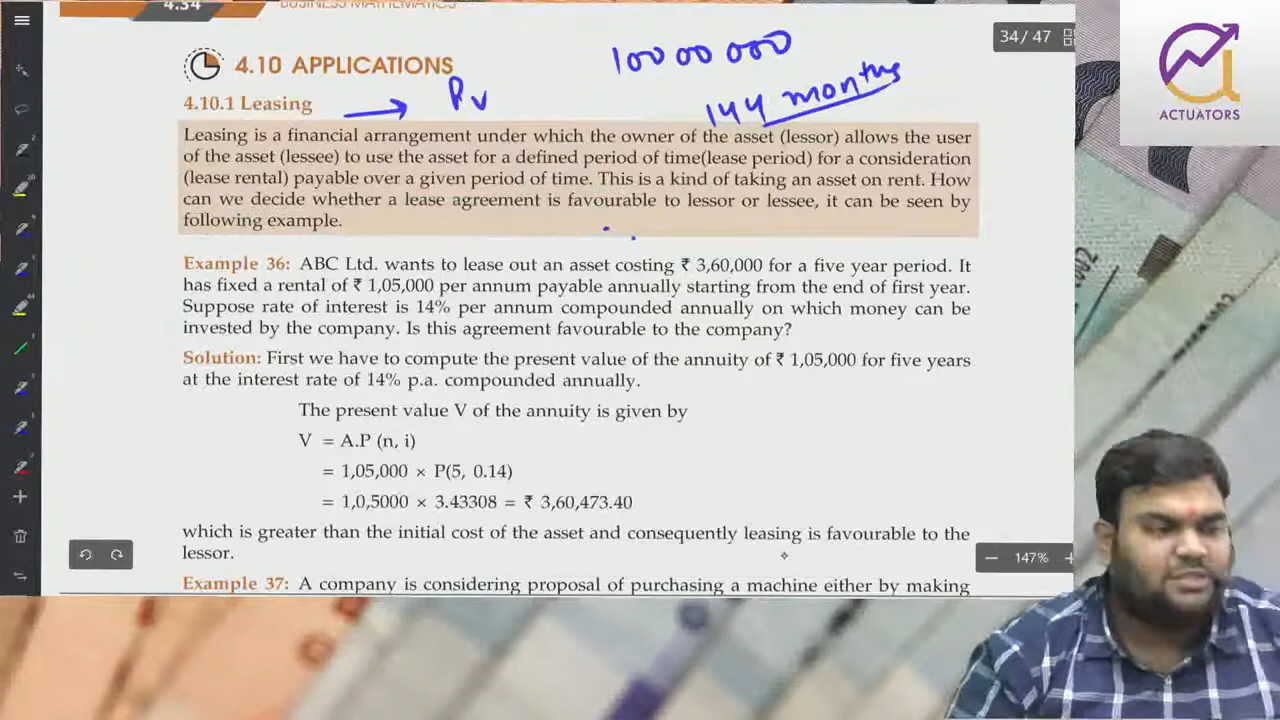 4.34
BUSINESS MATHEMATICS
10000000
34 / 47
4.10 APPLICATIONS
Pv
144 months
4.10.1 Leasing
ACTUATORS
Leasing is a financial arrangement under which the owner of the asset (lessor) allows the user
of the asset (lessee) to use the asset for a defined period of time(lease period) for a consideration
(lease rental) payable over a given period of time. This is a kind of taking an asset on rent. How
can we decide whether a lease agreement is favourable to lessor or lessee, it can be seen by
following example.
Example 36: ABC Ltd. wants to lease out an asset costing ₹ 3,60,000 for a five year period. It
has fixed a rental of ₹ 1,05,000 per annum payable annually starting from the end of first year.
Suppose rate of interest is 14% per annum compounded annually on which money can be
invested by the company. Is this agreement favourable to the company?
Solution: First we have to compute the present value of the annuity of ₹ 1,05,000 for five years
at the interest rate of 14% p.a. compounded annually.
The present value V of the annuity is given by
V = A.P (n, i)
= 1,05,000 × P(5, 0.14)
= 1,0,5000 × 3.43308 = ₹ 3,60,473.40
which is greater than the initial cost of the asset and consequently leasing is favourable to the
lessor.
147%
Example 37: A company is considering proposal of purchasing a machine either by making